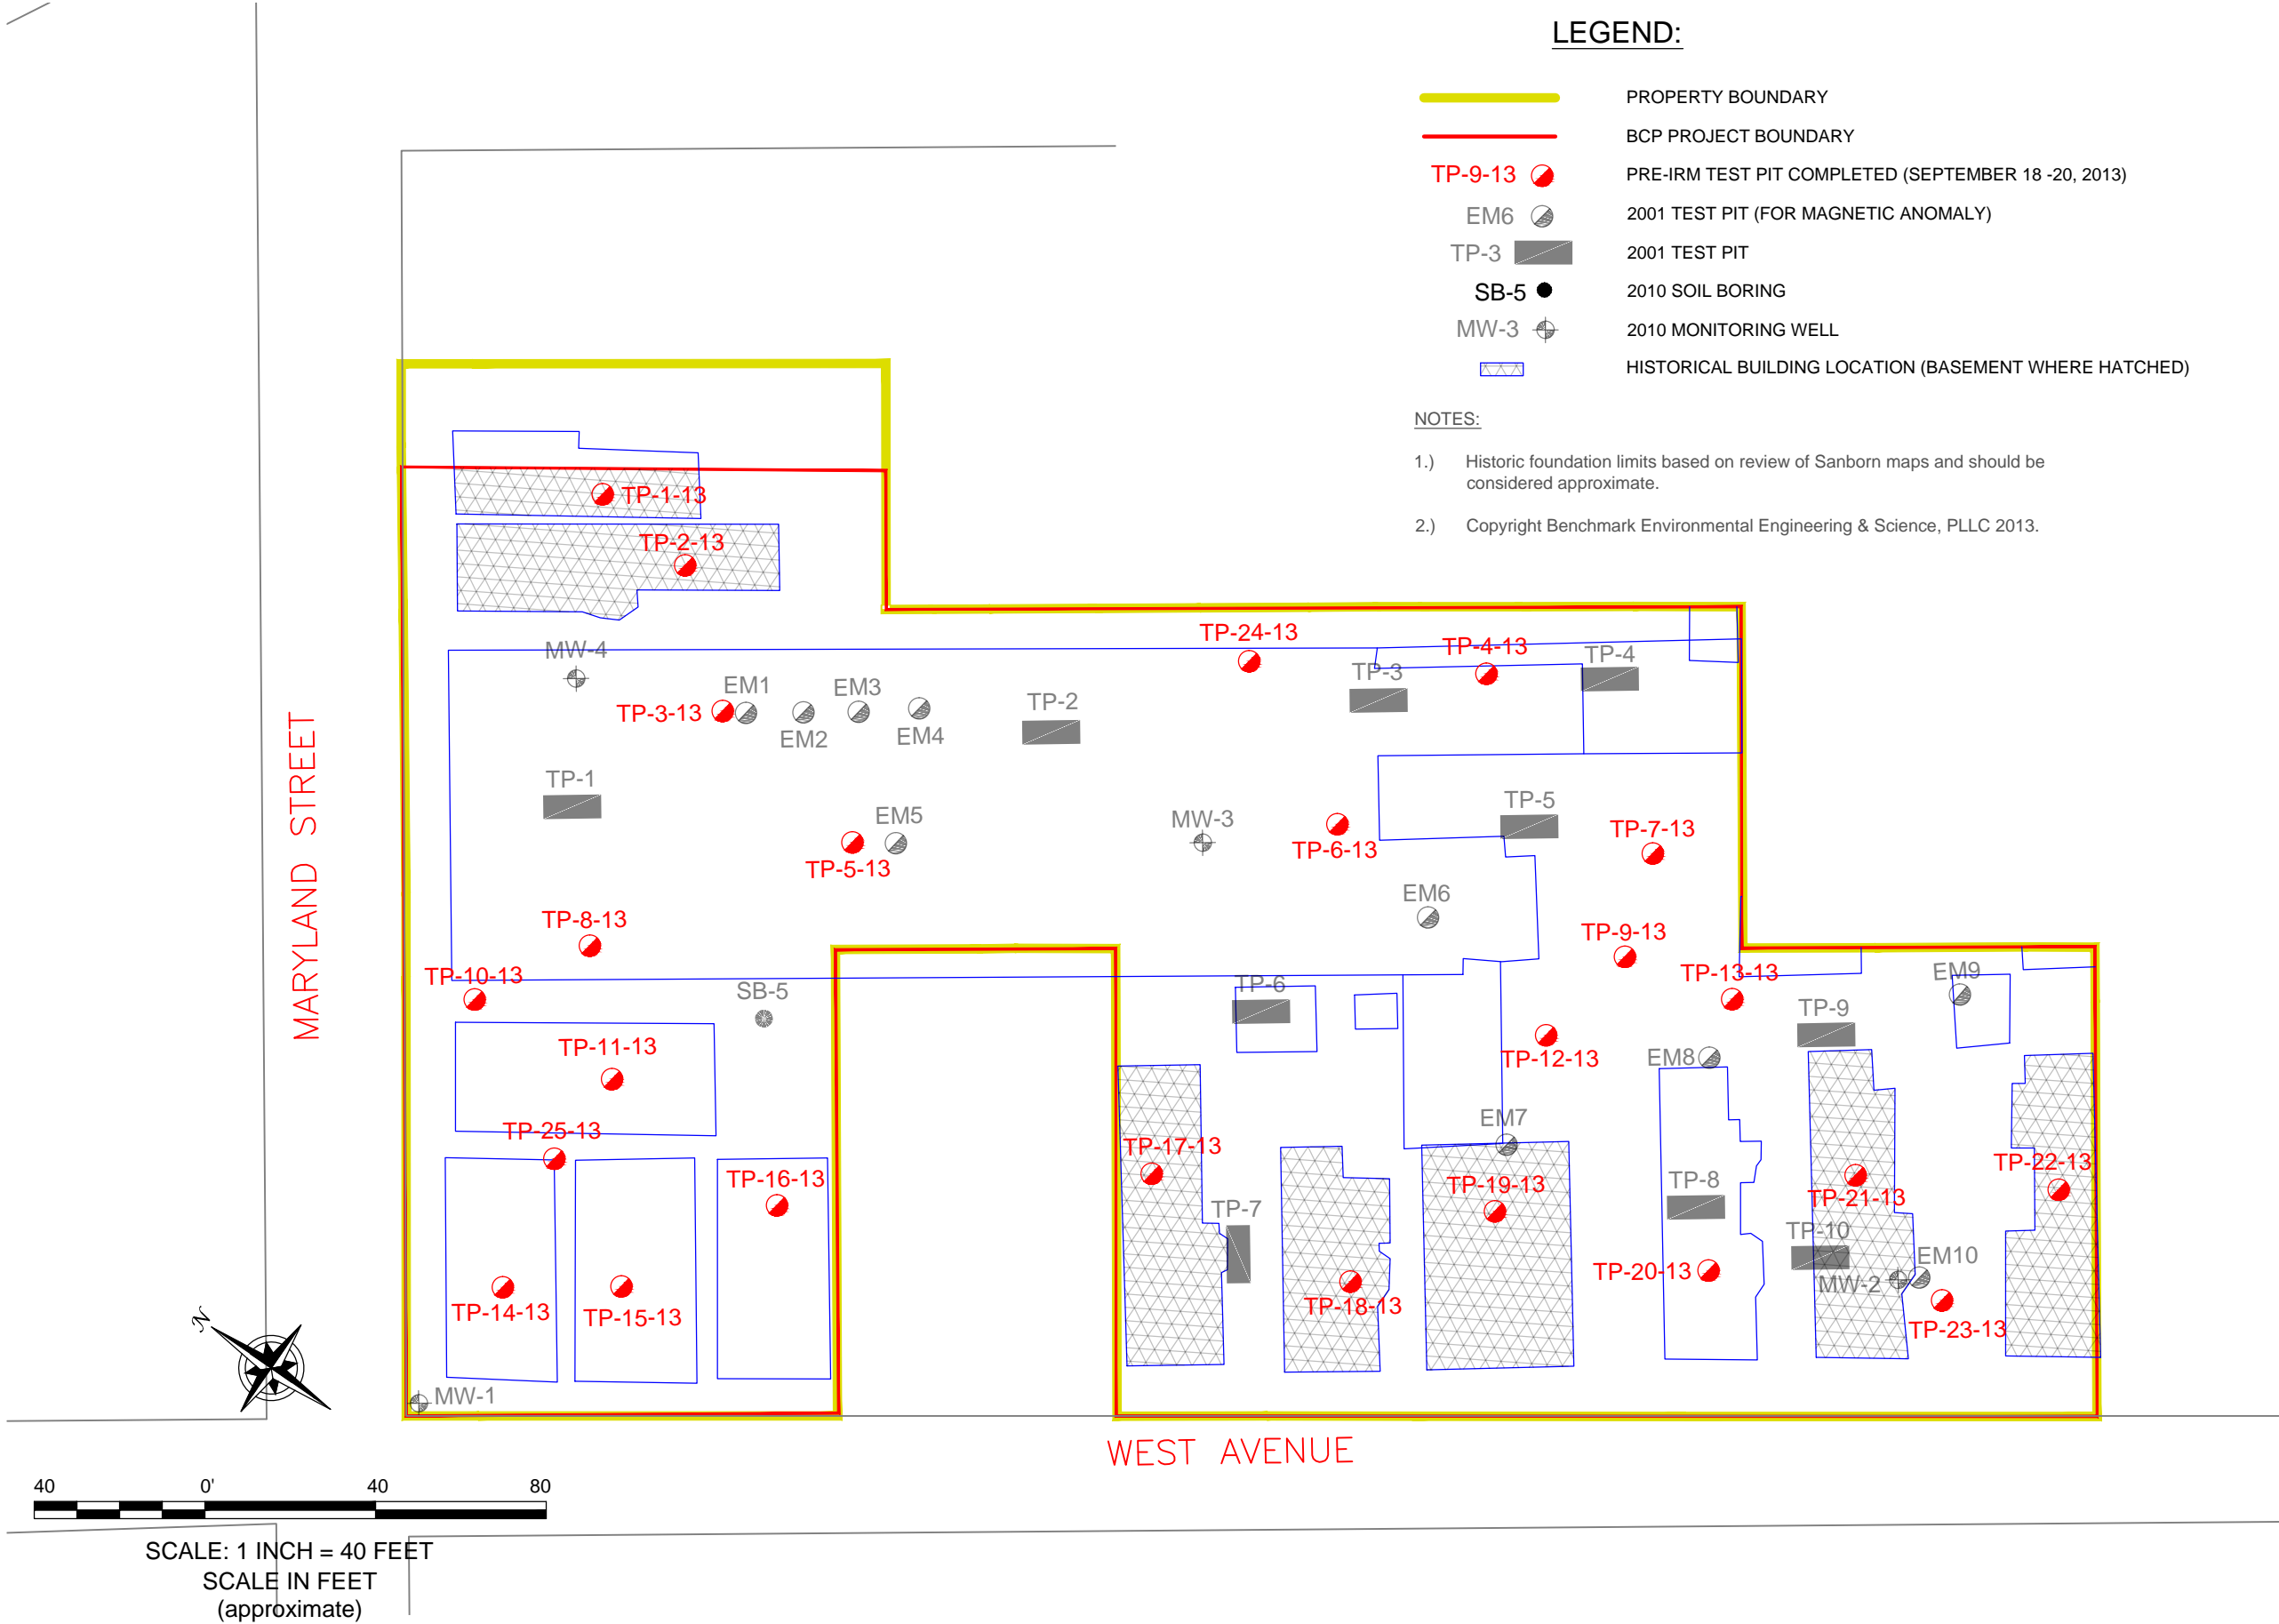 LEGEND:
PROPERTY BOUNDARY
BCP PROJECT BOUNDARY
TP-9-13 PRE-IRM TEST PIT COMPLETED (SEPTEMBER 18 -20, 2013)
EM6 2001 TEST PIT (FOR MAGNETIC ANOMALY)
TP-3 2001 TEST PIT
SB-5 2010 SOIL BORING
MW-3 2010 MONITORING WELL
HISTORICAL BUILDING LOCATION (BASEMENT WHERE HATCHED)
NOTES:
1.) Historic foundation limits based on review of Sanborn maps and should be
considered approximate.
2.) Copyright Benchmark Environmental Engineering & Science, PLLC 2013.
TP-1-13
TP-2-13
TP-24-13
TP-4-13
MW-4
TP-4
TP-3
EM1
EM3
TP-2
TP-3-13
EM2
EM4
MARYLAND STREET
TP-1
TP-5
EM5
MW-3
TP-7-13
TP-6-13
TP-5-13
EM6
TP-8-13
TP-9-13
TP-10-13
TP-13-13
EM9
SB-5
TP-6
TP-9
TP-11-13
TP-12-13
EM8
EM7
TP-25-13
TP-17-13
TP-22-13
TP-16-13
TP-19-13
TP-8
TP-21-13
TP-7
TP-10
EM10
TP-20-13
MW-2
TP-14-13
TP-15-13
TP-18-13
TP-23-13
N
MW-1
WEST AVENUE
40 0' 40 80
SCALE: 1 INCH = 40 FEET
SCALE IN FEET
(approximate)